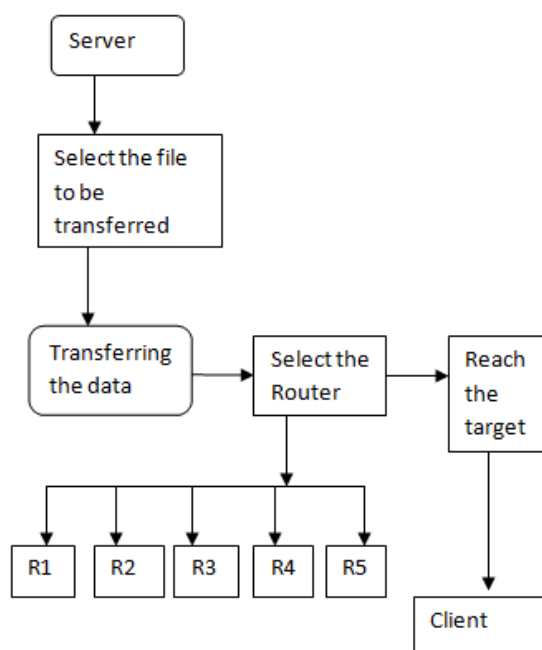 Server
Select the file
to be
transferred
Transferring
the data
Select the
Router
Reach
the
target
R1
R2
R3
R4
R5
Client